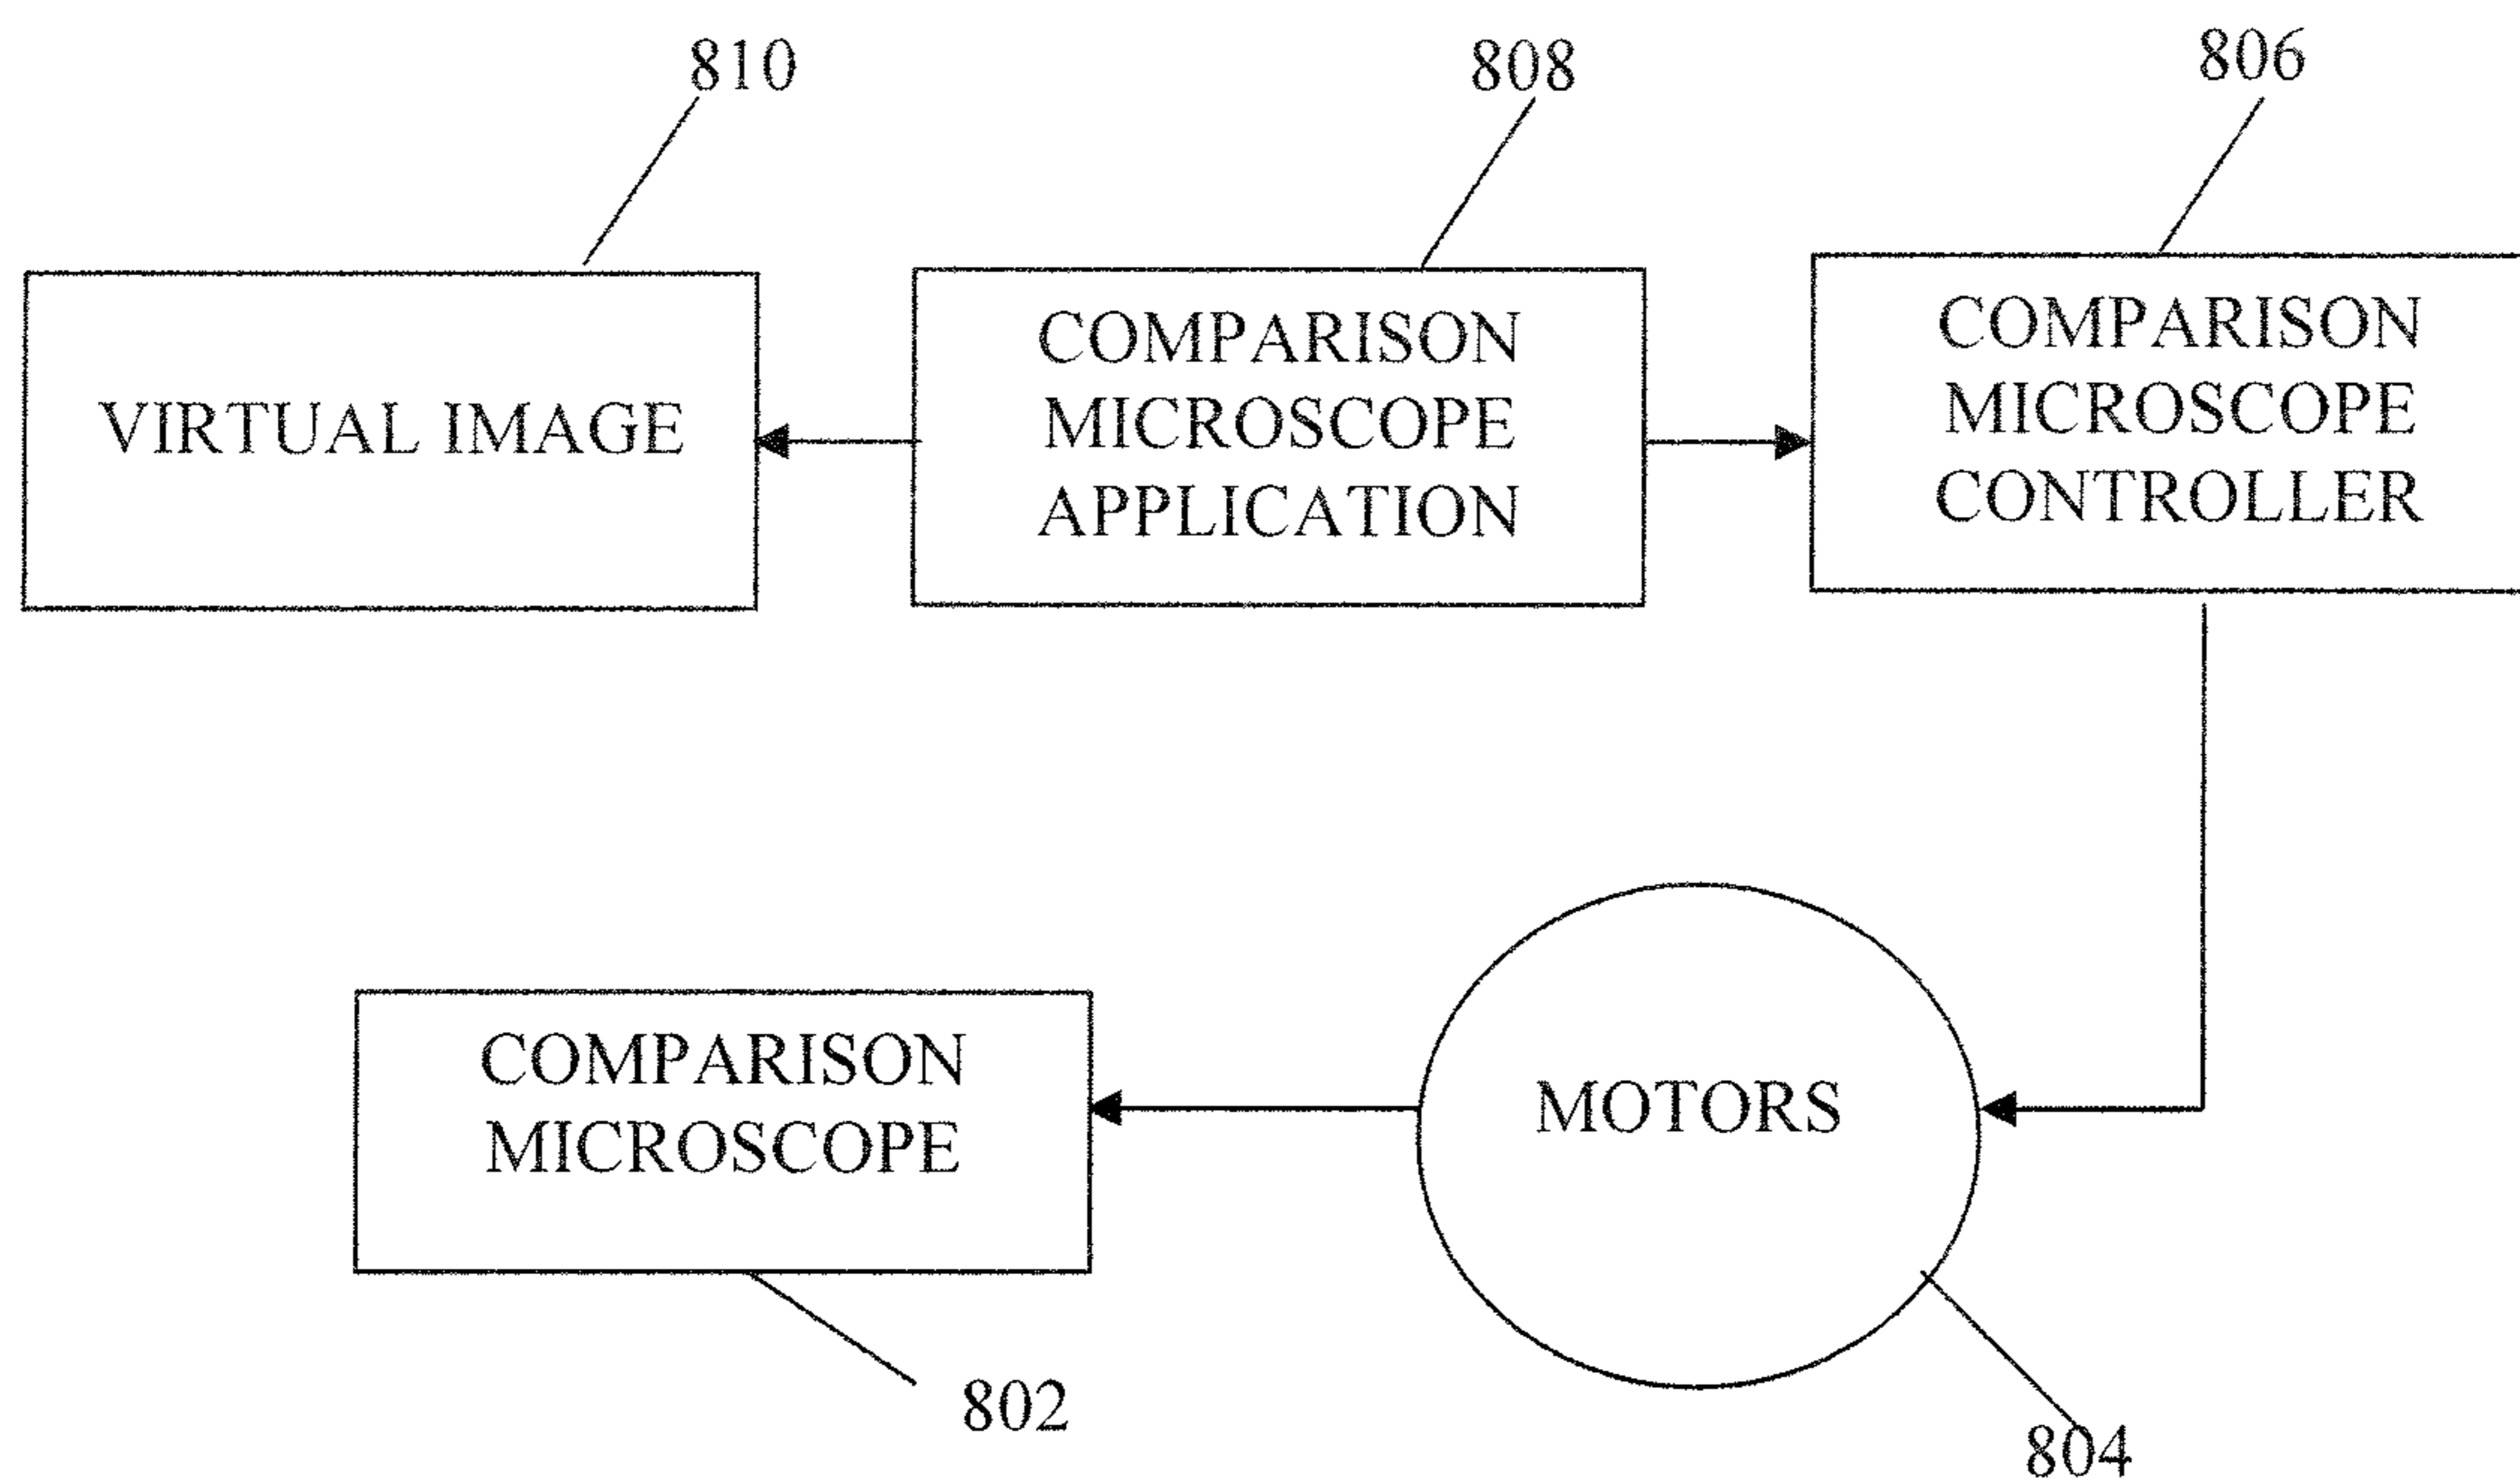 810
808
806
VIRTUAL IMAGE
COMPARISON
MICROSCOPE
APPLICATION
COMPARISON
MICROSCOPE
CONTROLLER
COMPARISON
MICROSCOPE
MOTORS
802
804